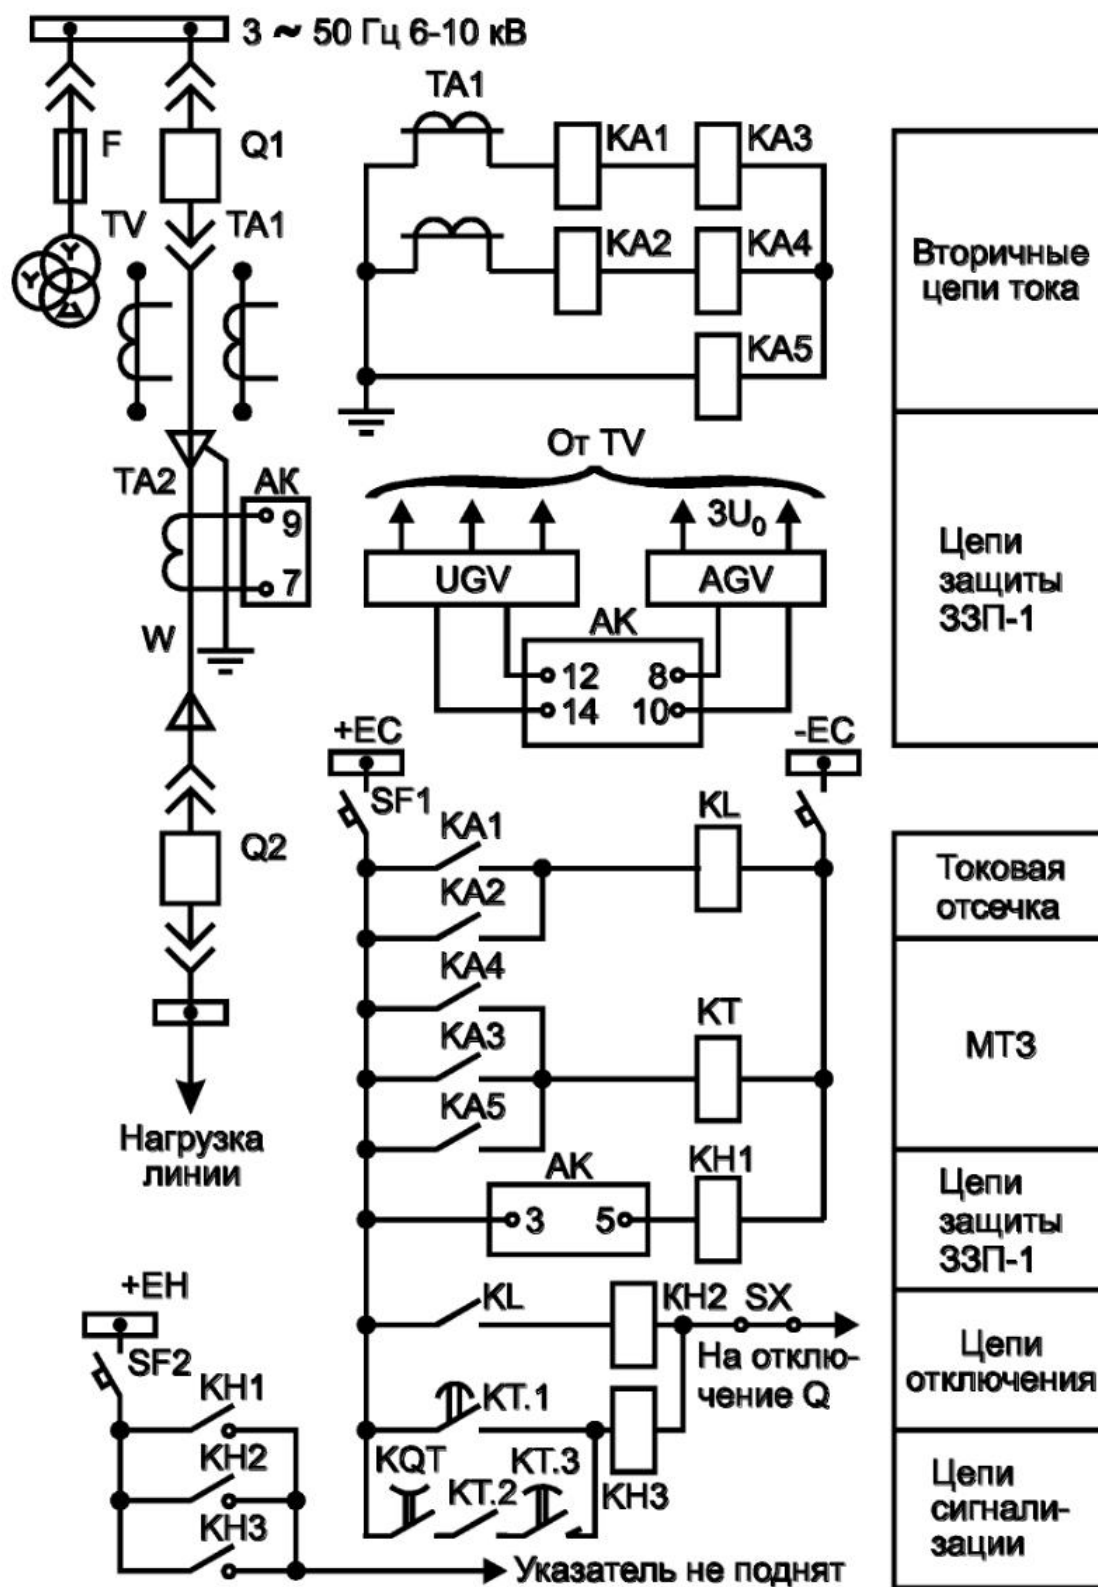 3 ~ 50 Гц 6-10 кВ
F
Q1
TV
TA1
TA2
АК
9
7
W
Q2
Нагрузка
линии
TA1
KA1
KA3
KA2
KA4
KA5
Вторичные
цепи тока
От TV
3U₀
UGV
AGV
АК
12
8
14
10
Цепи
защиты
ЗЗП-1
+EC
-EC
SF1
KA1
KL
KA2
Токовая
отсечка
KA4
KA3
KT
KA5
МТЗ
АК
3
5
KH1
Цепи
защиты
ЗЗП-1
KL
KH2
SX
На отклю-
чение Q
Цепи
отключения
KT.1
KQT
KT.2
KT.3
KH3
Цепи
сигнали-
зации
+EH
SF2
KH1
KH2
KH3
Указатель не поднят